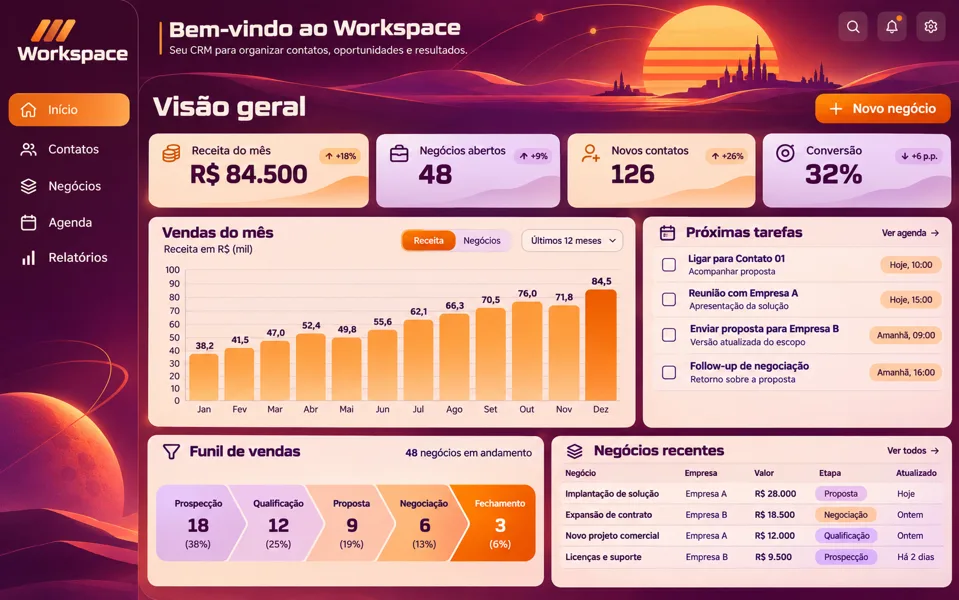 Workspace
Bem-vindo ao Workspace
Seu CRM para organizar contatos, oportunidades e resultados.
Início
Contatos
Negócios
Agenda
Relatórios
Visão geral
Novo negócio
Receita do mês
↑ +18%
R$ 84.500
Negócios abertos
↑ +9%
48
Novos contatos
↑ +26%
126
Conversão
↓ +6 p.p.
32%
Vendas do mês
Receita em R$ (mil)
Receita
Negócios
Últimos 12 meses
100
90
80
70
60
50
40
30
20
10
0
38,2
41,5
47,0
52,4
49,8
55,6
62,1
66,3
70,5
76,0
71,8
84,5
Jan
Fev
Mar
Abr
Mai
Jun
Jul
Ago
Set
Out
Nov
Dez
Próximas tarefas
Ver agenda →
Ligar para Contato 01
Acompanhar proposta
Hoje, 10:00
Reunião com Empresa A
Apresentação da solução
Hoje, 15:00
Enviar proposta para Empresa B
Versão atualizada do escopo
Amanhã, 09:00
Follow-up de negociação
Retorno sobre a proposta
Amanhã, 16:00
Funil de vendas
48 negócios em andamento
Prospecção
18
(38%)
Qualificação
12
(25%)
Proposta
9
(19%)
Negociação
6
(13%)
Fechamento
3
(6%)
Negócios recentes
Ver todos →
Negócio Empresa Valor Etapa Atualizado
Implantação de solução Empresa A R$ 28.000 Proposta Hoje
Expansão de contrato Empresa B R$ 18.500 Negociação Ontem
Novo projeto comercial Empresa A R$ 12.000 Qualificação Ontem
Licenças e suporte Empresa B R$ 9.500 Prospecção Há 2 dias